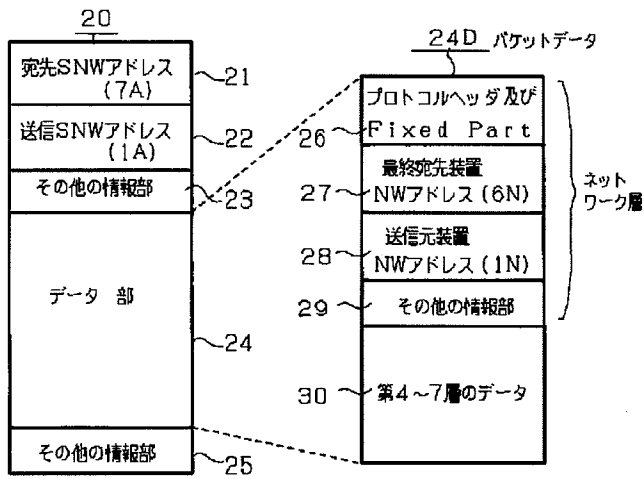 20
宛先SNWアドレス
(7A)
21
送信SNWアドレス
(1A)
22
その他の情報部
23
データ 部
24
その他の情報部
25
24D パケットデータ
プロトコルヘッダ及び
Fixed Part
26
最終宛先装置
NWアドレス(6N)
27
送信元装置
NWアドレス(1N)
28
その他の情報部
29
第4~7層のデータ
30
ネット
ワーク層